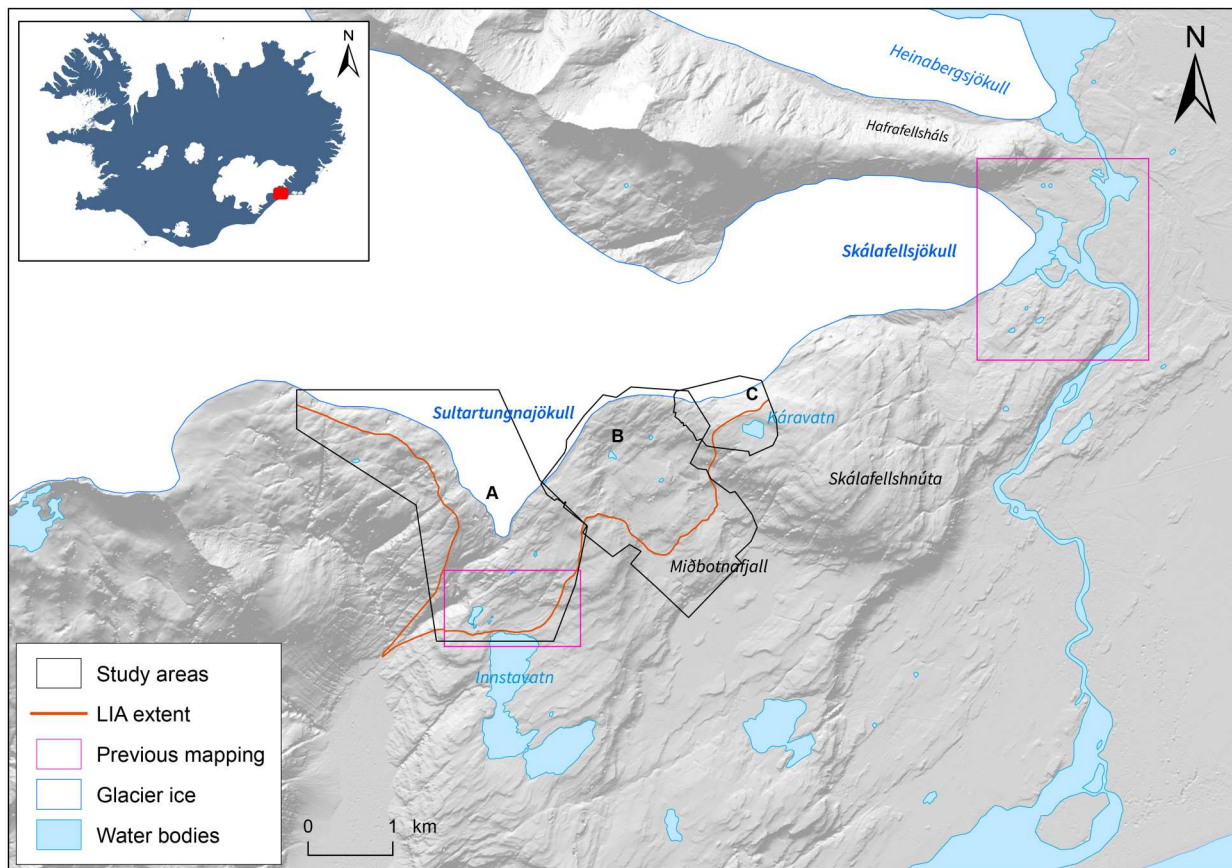 N
Heinabergsjökull
N
Hafrafellsháls
Skálafellsjökull
Sultartungnajökull
C
Káravatn
B
A
Skálafellshnúta
Miðbotnafjall
Innstavatn
Study areas
LIA extent
Previous mapping
Glacier ice
Water bodies
0 1 km